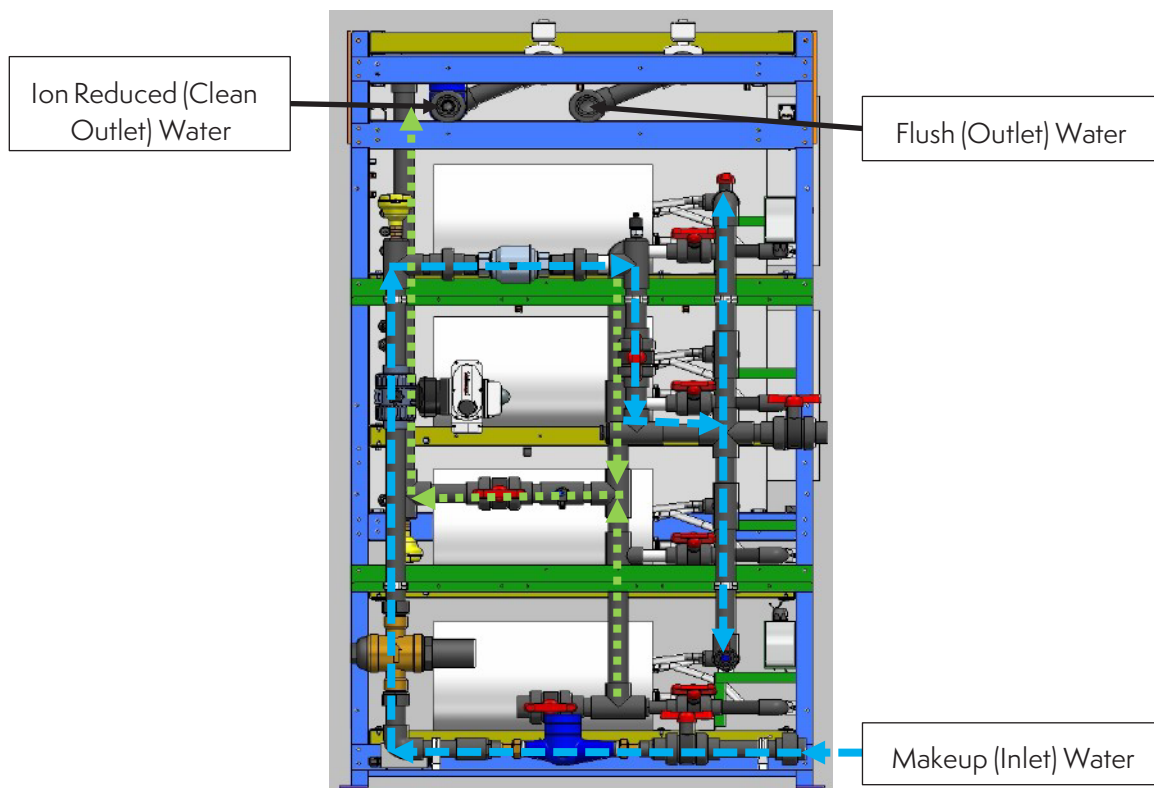 Ion Reduced (Clean
Outlet) Water
Flush (Outlet) Water
Makeup (Inlet) Water